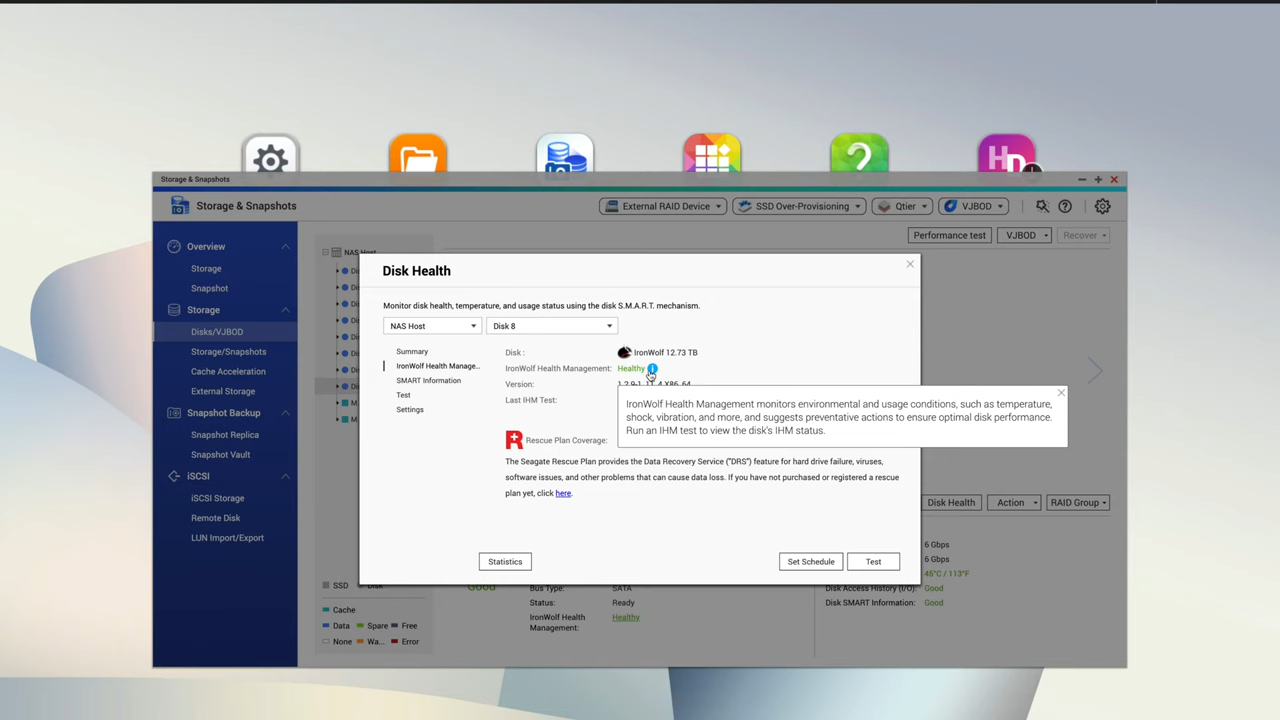 HD
Storage & Snapshots
Storage & Snapshots
External RAID Device
SSD Over-Provisioning
Qtier
VJBOD
Overview
Storage
Snapshot
Storage
Disks/VJBOD
Storage/Snapshots
Cache Acceleration
External Storage
Snapshot Backup
Snapshot Replica
Snapshot Vault
iSCSI
iSCSI Storage
Remote Disk
LUN Import/Export
Performance test
VJBOD
Recover
NAS Host
Disk Health
Monitor disk health, temperature, and usage status using the disk S.M.A.R.T. mechanism.
NAS Host
Disk 8
Summary
IronWolf Health Manage...
SMART Information
Test
Settings
Disk :
IronWolf 12.73 TB
IronWolf Health Management:
Healthy
Version:
Last IHM Test:
IronWolf Health Management monitors environmental and usage conditions, such as temperature,
shock, vibration, and more, and suggests preventative actions to ensure optimal disk performance.
Run an IHM test to view the disk's IHM status.
Rescue Plan Coverage:
The Seagate Rescue Plan provides the Data Recovery Service ("DRS") feature for hard drive failure, viruses,
software issues, and other problems that can cause data loss. If you have not purchased or registered a rescue
plan yet, click here.
Statistics
Set Schedule
Test
Disk Health
Action
RAID Group
6 Gbps
6 Gbps
45°C / 113°F
Disk Access History (I/O):
Good
Disk SMART Information:
Good
SSD
Disk
Cache
Data
Spare
Free
None
Wa...
Error
Good
Bus Type:
SATA
Status:
Ready
IronWolf Health
Management:
Healthy